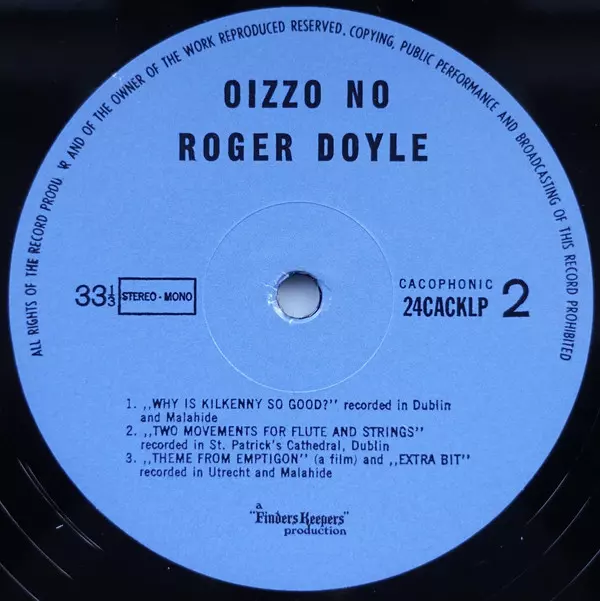 ALL RIGHTS OF THE RECORD PRODU R AND OF THE OWNER OF THE WORK REPRODUCED RESERVED. COPYING, PUBLIC PERFORMANCE AND BROADCASTING OF THIS RECORD PROHIBITED
OIZZO NO
ROGER DOYLE
33⅓ STEREO - MONO
CACOPHONIC
24CACKLP 2
1. ,,WHY IS KILKENNY SO GOOD?" recorded in Dublin
and Malahide
2. ,,TWO MOVEMENTS FOR FLUTE AND STRINGS"
recorded in St. Patrick's Cathedral, Dublin
3. ,,THEME FROM EMPTIGON" (a film) and ,,EXTRA BIT"
recorded in Utrecht and Malahide
a
"Finders Keepers"
production